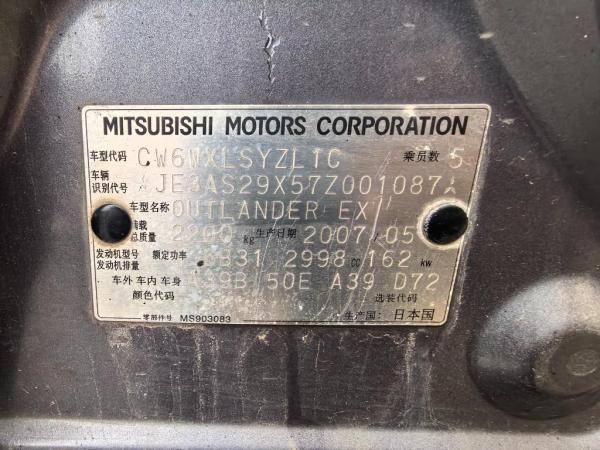 MITSUBISHI MOTORS CORPORATION
车型代码 CW6WXLSYZL1C 乘员数 5
车辆识别代号 JE3AS29X57Z001087
车型名称 OUTLANDER EX
满载总质量 kg 生产日期 2007/05
发动机型号 发动机排量 额定功率 6B31 2998 cc 162 kw
车外 车内 车身 颜色代码 50E A39 D72 选装代码
零部件号 MS903083 生产国: 日本国